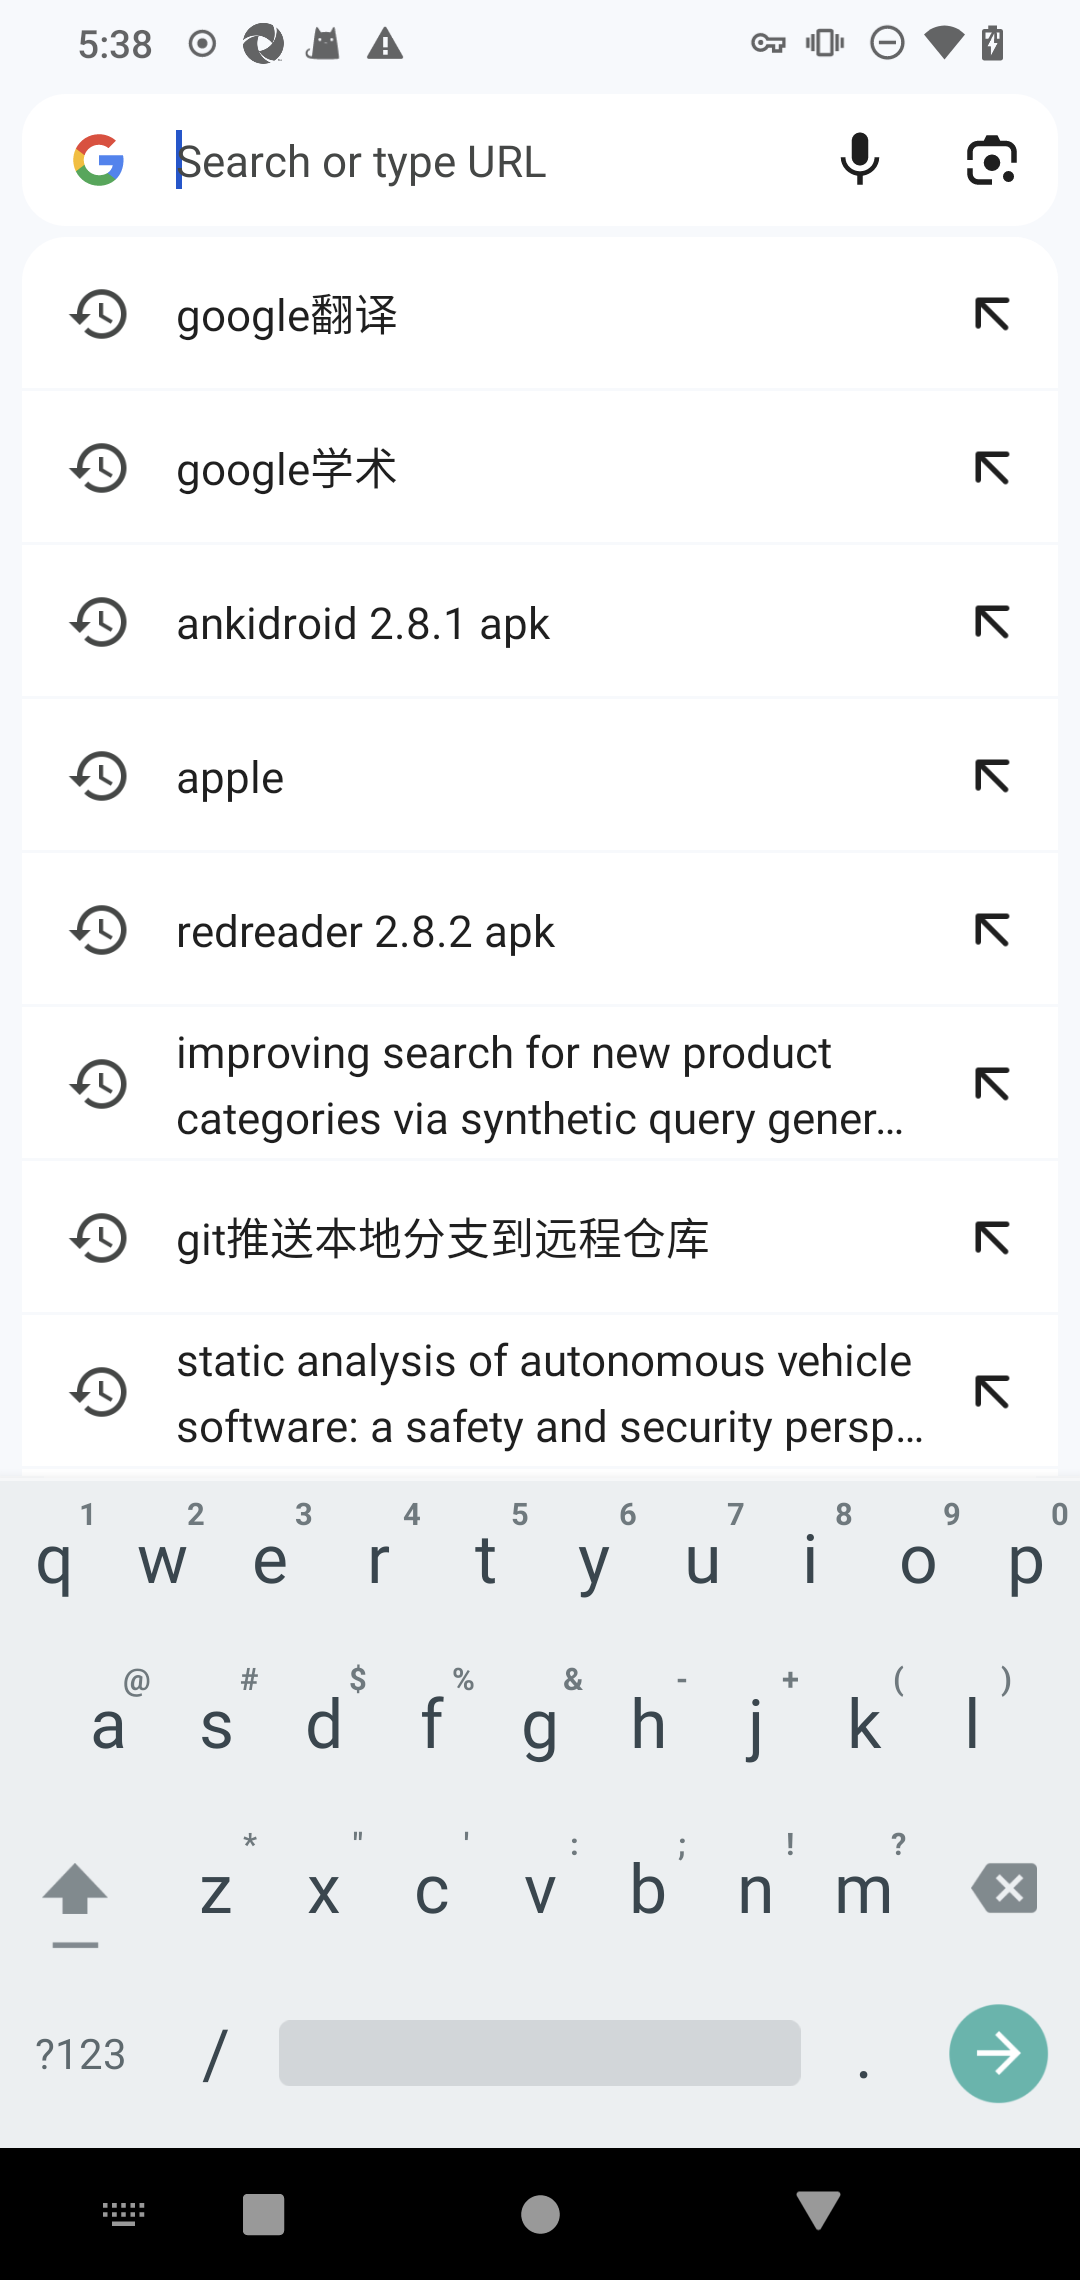 5:38
Search or type URL
google翻译
google学术
ankidroid 2.8.1 apk
apple
redreader 2.8.2 apk
improving search for new product
categories via synthetic query gener...
git推送本地分支到远程仓库
static analysis of autonomous vehicle
software: a safety and security persp...
1 2 3 4 5 6 7 8 9 0
q w e r t y u i o p
@ # $ % & - + ( )
a s d f g h j k l
* " ' : ; ! ?
z x c v b n m
?123 / .